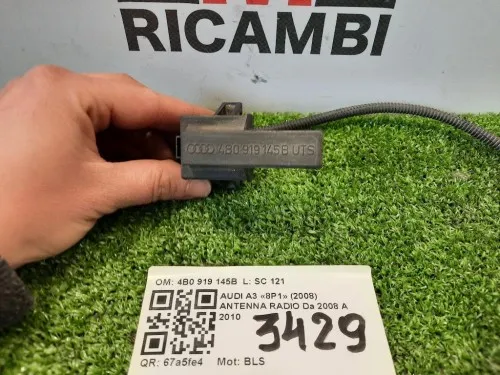 RICAMBI
4B0 919 145B UTS
OM: 4B0 919 145B L: SC 121
AUDI A3 «8P1» (2008)
ANTENNA RADIO Da 2008 A
2010
3429
QR: 67a5fe4 Mot: BLS